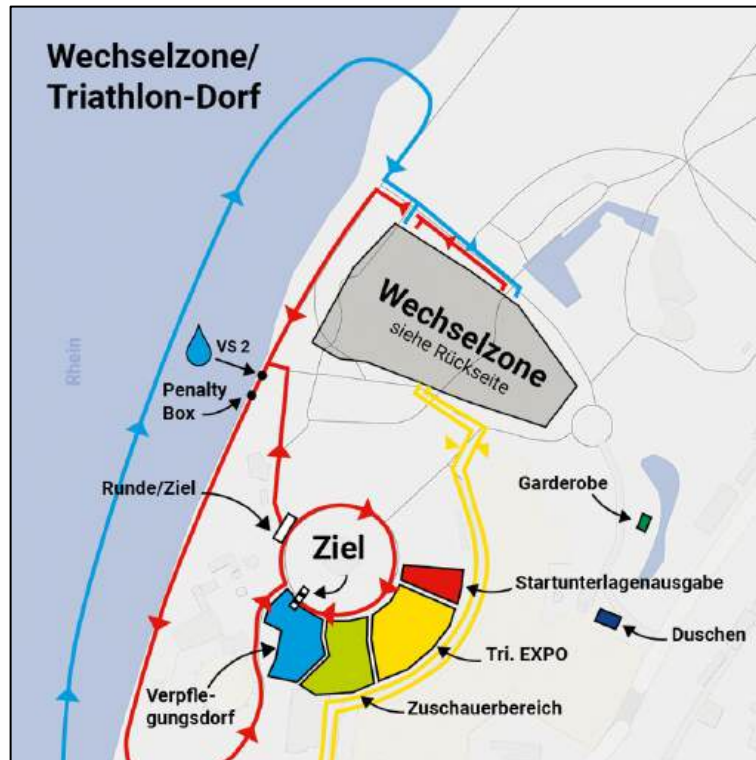 Wechselzone/
Triathlon-Dorf
Rhein
Wechselzone
siehe Rückseite
VS 2
Penalty
Box
Runde/Ziel
Ziel
Garderobe
Startunterlagenausgabe
Duschen
Tri. EXPO
Verpfle-
gungsdorf
Zuschauerbereich